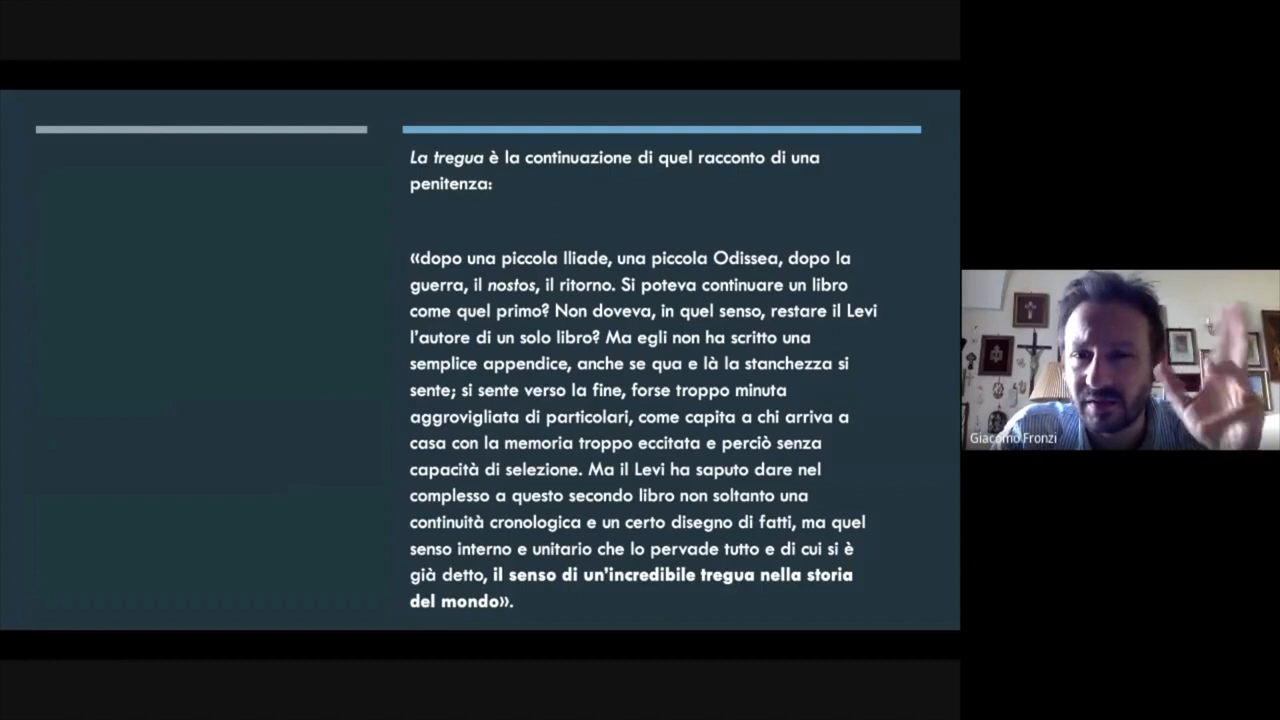 La tregua è la continuazione di quel racconto di una
penitenza:
«dopo una piccola Iliade, una piccola Odissea, dopo la
guerra, il nostos, il ritorno. Si poteva continuare un libro
come quel primo? Non doveva, in quel senso, restare il Levi
l'autore di un solo libro? Ma egli non ha scritto una
semplice appendice, anche se qua e là la stanchezza si
sente; si sente verso la fine, forse troppo minuta
aggrovigliata di particolari, come capita a chi arriva a
casa con la memoria troppo eccitata e perciò senza
capacità di selezione. Ma il Levi ha saputo dare nel
complesso a questo secondo libro non soltanto una
continuità cronologica e un certo disegno di fatti, ma quel
senso interno e unitario che lo pervade tutto e di cui si è
già detto, il senso di un'incredibile tregua nella storia
del mondo».
Giacomo Fronzi